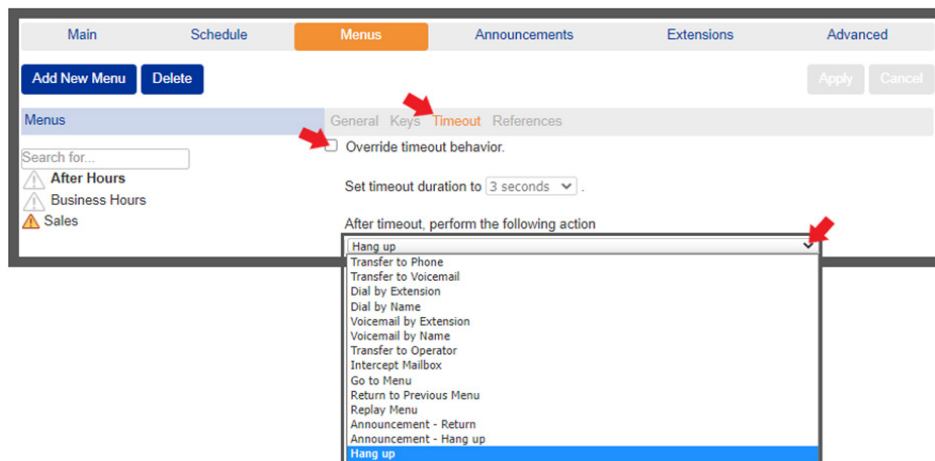 Main Schedule Menus Announcements Extensions Advanced
Add New Menu Delete Apply Cancel
Menus General Keys Timeout References
Override timeout behavior.
Search for...
After Hours
Set timeout duration to 3 seconds .
Business Hours
Sales
After timeout, perform the following action
Hang up
Transfer to Phone
Transfer to Voicemail
Dial by Extension
Dial by Name
Voicemail by Extension
Voicemail by Name
Transfer to Operator
Intercept Mailbox
Go to Menu
Return to Previous Menu
Replay Menu
Announcement - Return
Announcement - Hang up
Hang up